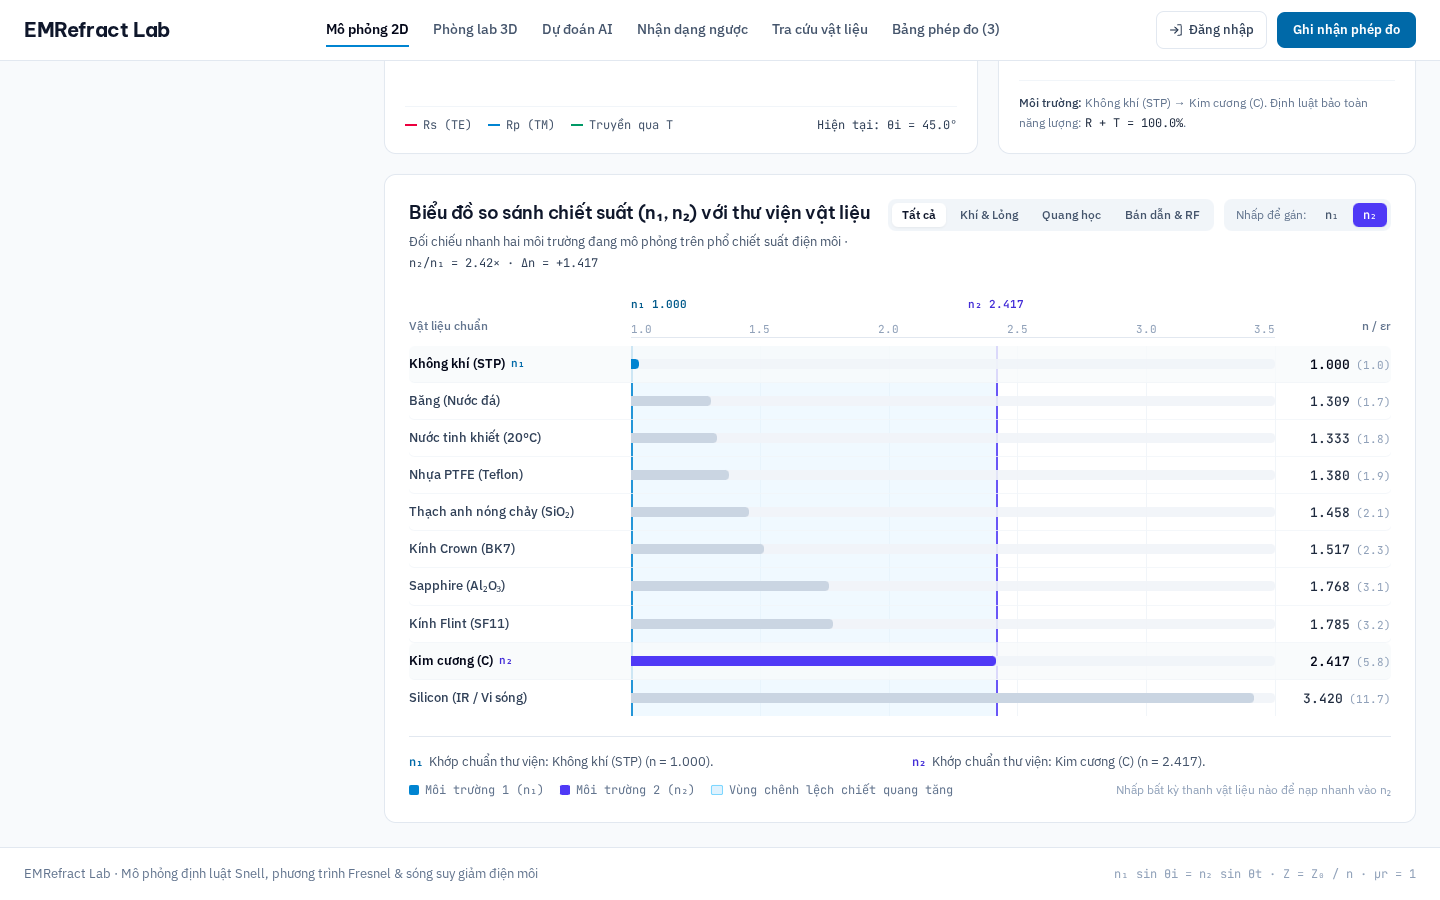 EMRefract Lab
Mô phỏng 2D
Phòng lab 3D
Dự đoán AI
Nhận dạng ngược
Tra cứu vật liệu
Bảng phép đo (3)
Đăng nhập
Ghi nhận phép đo
Rs (TE)
Rp (TM)
Truyền qua T
Hiện tại: θi = 45.0°
Môi trường: Không khí (STP) → Kim cương (C). Định luật bảo toàn
năng lượng: R + T = 100.0%.
Biểu đồ so sánh chiết suất (n₁, n₂) với thư viện vật liệu
Đối chiếu nhanh hai môi trường đang mô phỏng trên phổ chiết suất điện môi ·
n₂/n₁ = 2.42× · Δn = +1.417
Tất cả
Khí & Lỏng
Quang học
Bán dẫn & RF
Nhấp để gán:
n₁
n₂
n₁ 1.000
n₂ 2.417
Vật liệu chuẩn
1.0
1.5
2.0
2.5
3.0
3.5
n / εr
Không khí (STP) n₁ 1.000 (1.0)
Băng (Nước đá) 1.309 (1.7)
Nước tinh khiết (20°C) 1.333 (1.8)
Nhựa PTFE (Teflon) 1.380 (1.9)
Thạch anh nóng chảy (SiO₂) 1.458 (2.1)
Kính Crown (BK7) 1.517 (2.3)
Sapphire (Al₂O₃) 1.768 (3.1)
Kính Flint (SF11) 1.785 (3.2)
Kim cương (C) n₂ 2.417 (5.8)
Silicon (IR / Vi sóng) 3.420 (11.7)
n₁ Khớp chuẩn thư viện: Không khí (STP) (n = 1.000).
n₂ Khớp chuẩn thư viện: Kim cương (C) (n = 2.417).
Môi trường 1 (n₁)
Môi trường 2 (n₂)
Vùng chênh lệch chiết quang tăng
Nhấp bất kỳ thanh vật liệu nào để nạp nhanh vào n₂
EMRefract Lab · Mô phỏng định luật Snell, phương trình Fresnel & sóng suy giảm điện môi
n₁ sin θi = n₂ sin θt · Z = Z₀ / n · μr = 1